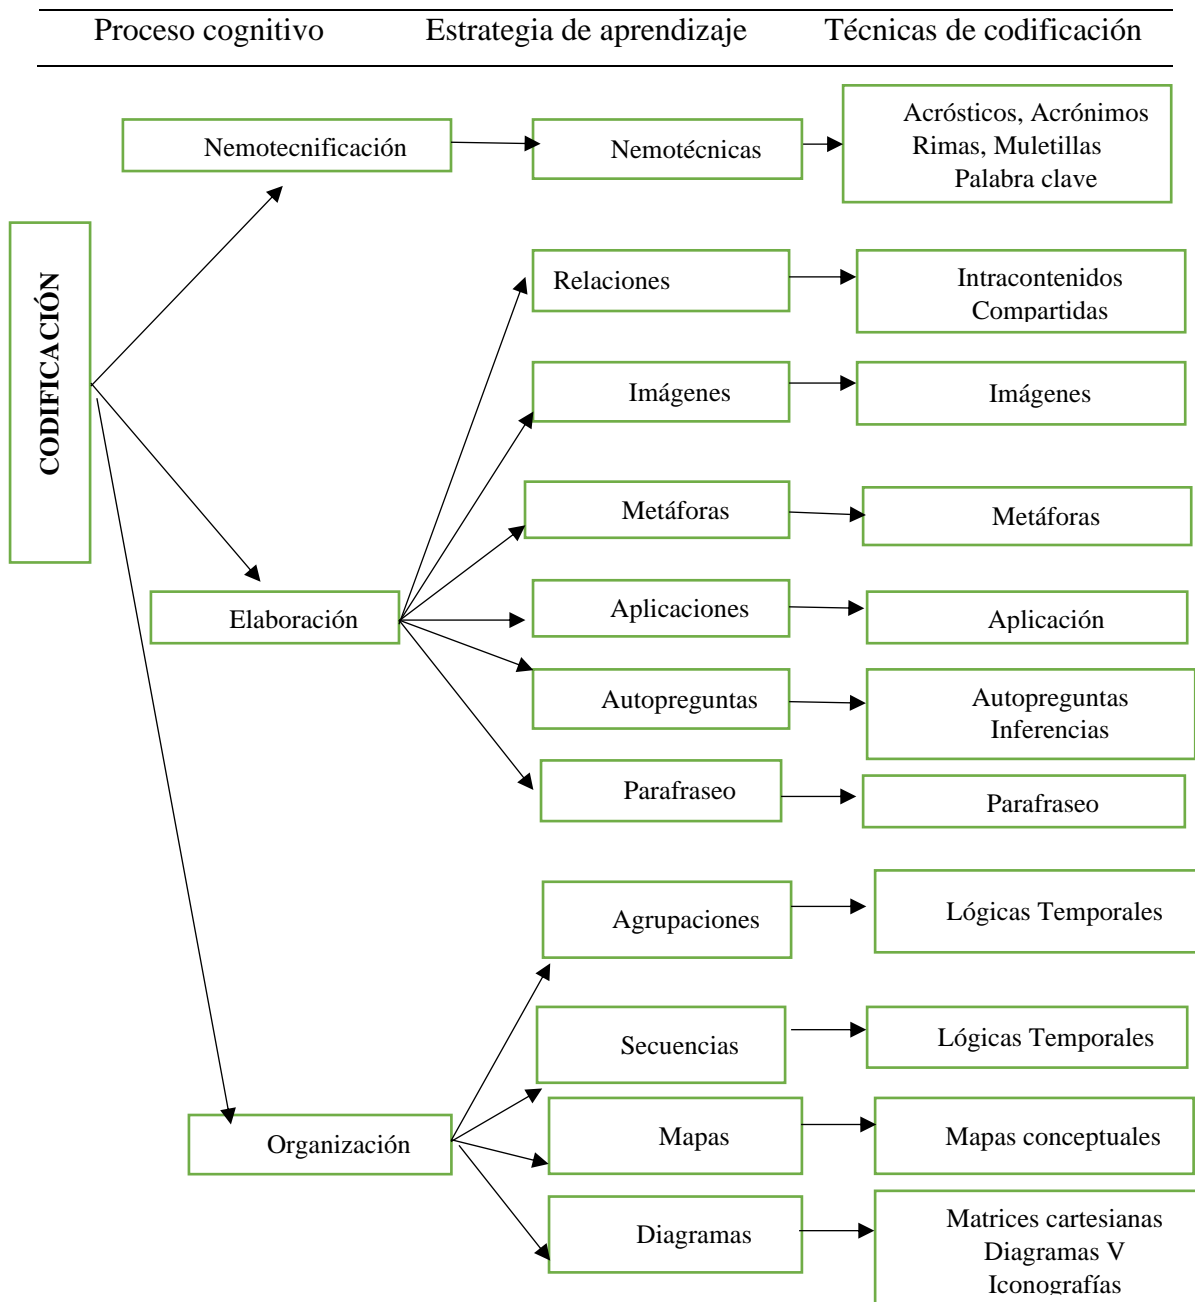 Proceso cognitivo Estrategia de aprendizaje Técnicas de codificación
Nemotecnificación
Nemotécnicas
Acrósticos, Acrónimos
Rimas, Muletillas
Palabra clave
CODIFICACIÓN
Relaciones
Intracontenidos
Compartidas
Imágenes
Imágenes
Metáforas
Metáforas
Elaboración
Aplicaciones
Aplicación
Autopreguntas
Autopreguntas
Inferencias
Parafraseo
Parafraseo
Agrupaciones
Lógicas Temporales
Secuencias
Lógicas Temporales
Organización
Mapas
Mapas conceptuales
Diagramas
Matrices cartesianas
Diagramas V
Iconografías